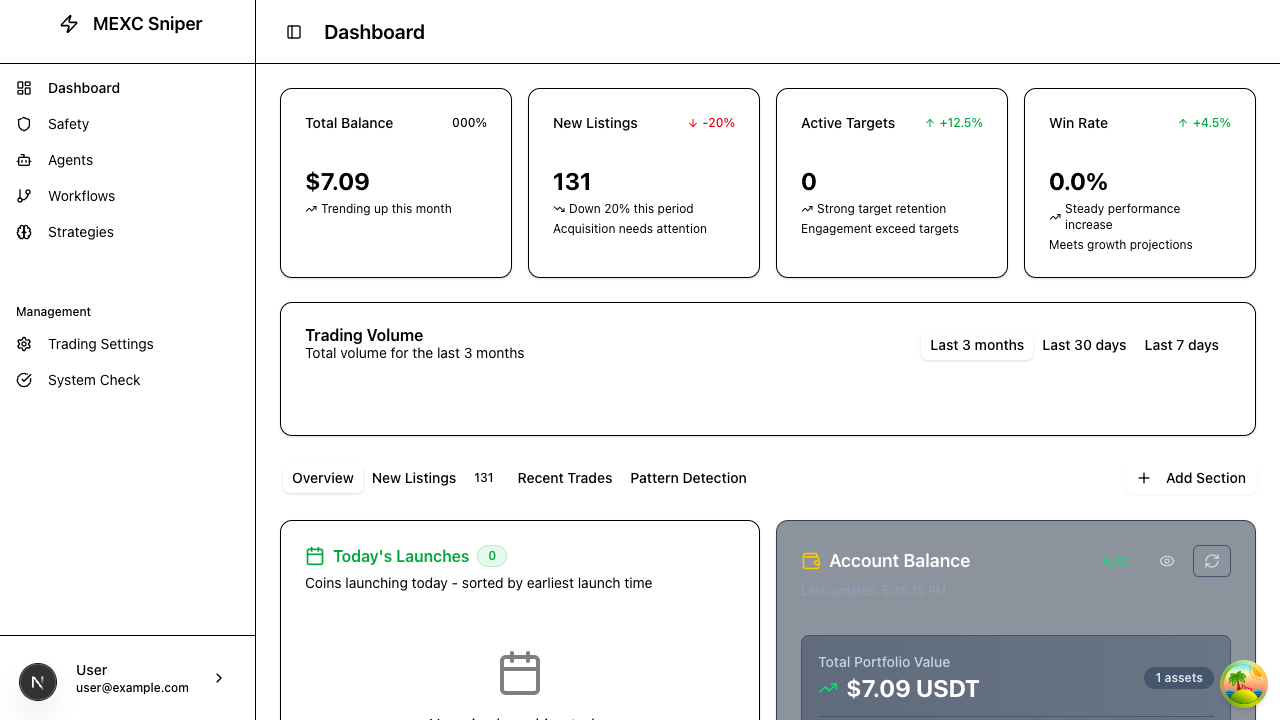 MEXC Sniper
Dashboard
Dashboard
Safety
Agents
Workflows
Strategies
Management
Trading Settings
System Check
User
user@example.com
N
Total Balance 000%
$7.09
Trending up this month
New Listings -20%
131
Down 20% this period
Acquisition needs attention
Active Targets +12.5%
0
Strong target retention
Engagement exceed targets
Win Rate +4.5%
0.0%
Steady performance
increase
Meets growth projections
Trading Volume
Total volume for the last 3 months
Last 3 months Last 30 days Last 7 days
Overview New Listings 131 Recent Trades Pattern Detection Add Section
Today's Launches 0
Coins launching today - sorted by earliest launch time
Account Balance Auto
Last updated: 5:35:13 PM
Total Portfolio Value
$7.09 USDT
1 assets